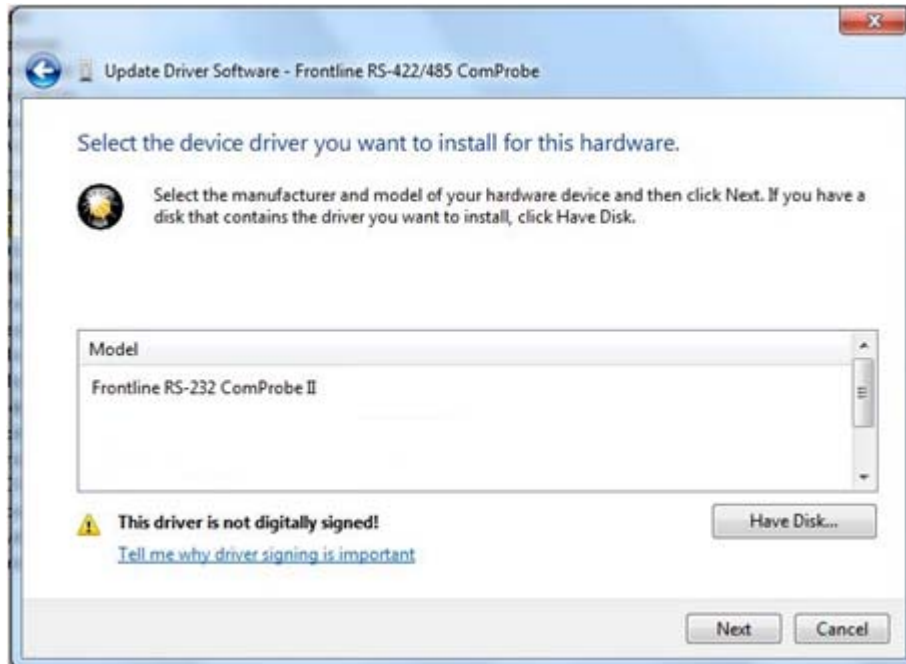 Update Driver Software - Frontline RS-422/485 ComProbe
Select the device driver you want to install for this hardware.
Select the manufacturer and model of your hardware device and then click Next. If you have a
disk that contains the driver you want to install, click Have Disk.
Model
Frontline RS-232 ComProbe II
This driver is not digitally signed!
Have Disk...
Tell me why driver signing is important
Next
Cancel